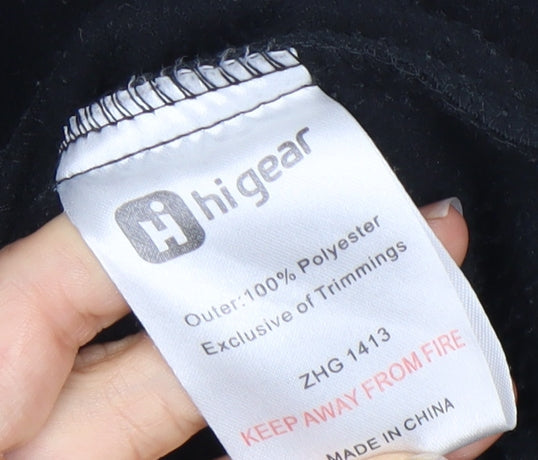 H hi gear
Outer:100% Polyester
Exclusive of Trimmings
ZHG 1413
KEEP AWAY FROM FIRE
MADE IN CHINA